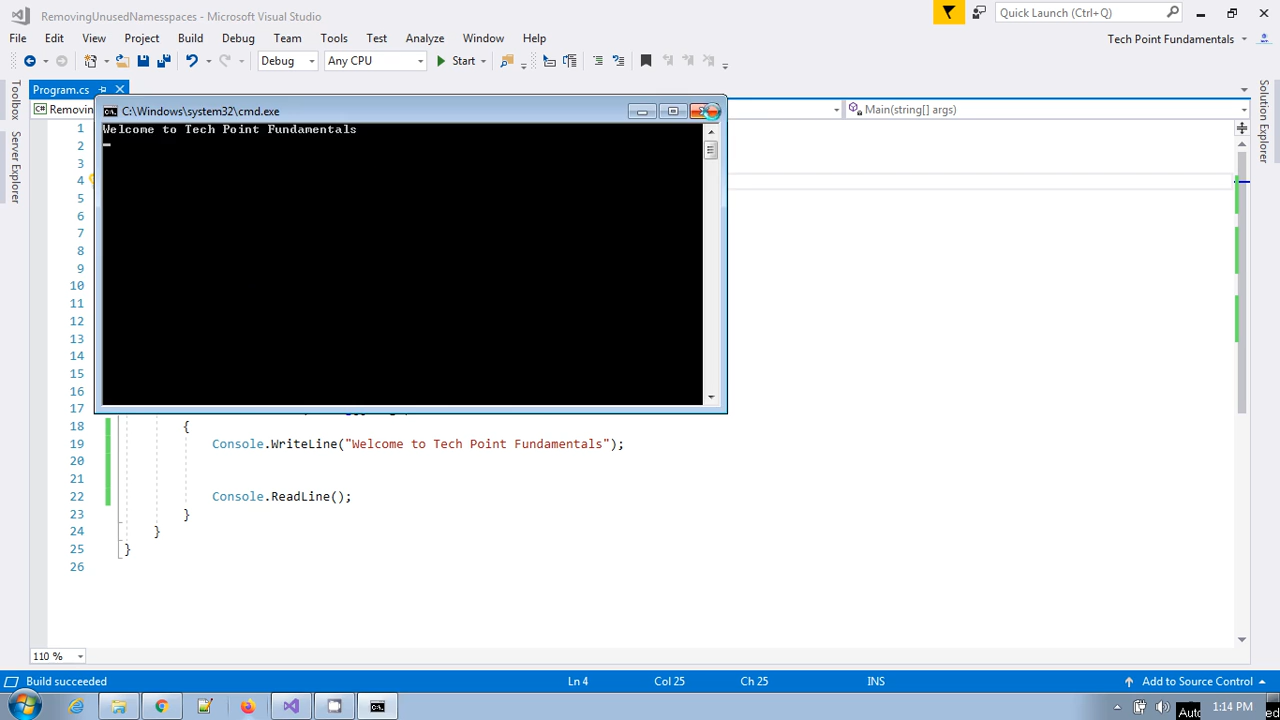 RemovingUnusedNamesspaces - Microsoft Visual Studio
Quick Launch (Ctrl+Q)
File Edit View Project Build Debug Team Tools Test Analyze Window Help
Tech Point Fundamentals
Debug Any CPU Start
Program.cs
Removing
Main(string[] args)
Toolbox
Server Explorer
Solution Explorer
C:\Windows\system32\cmd.exe
Welcome to Tech Point Fundamentals
1
2
3
4
5
6
7
8
9
10
11
12
13
14
15
16
17
18 {
19 Console.WriteLine("Welcome to Tech Point Fundamentals");
20
21
22 Console.ReadLine();
23 }
24 }
25 }
26
110 %
Build succeeded Ln 4 Col 25 Ch 25 INS Add to Source Control
1:14 PM